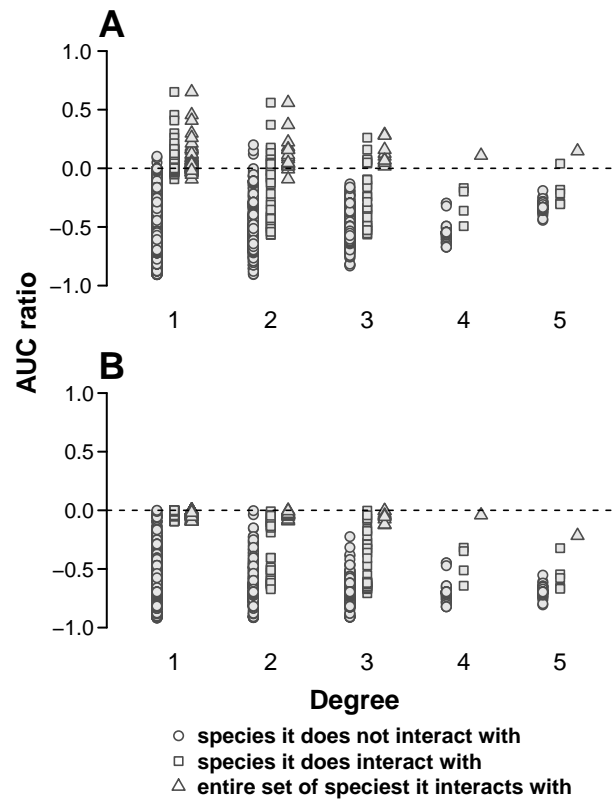 A
1.0
0.5
0.0
−0.5
−1.0
1 2 3 4 5
AUC ratio
B
1.0
0.5
0.0
−0.5
−1.0
1 2 3 4 5
Degree
species it does not interact with
species it does interact with
entire set of speciest it interacts with